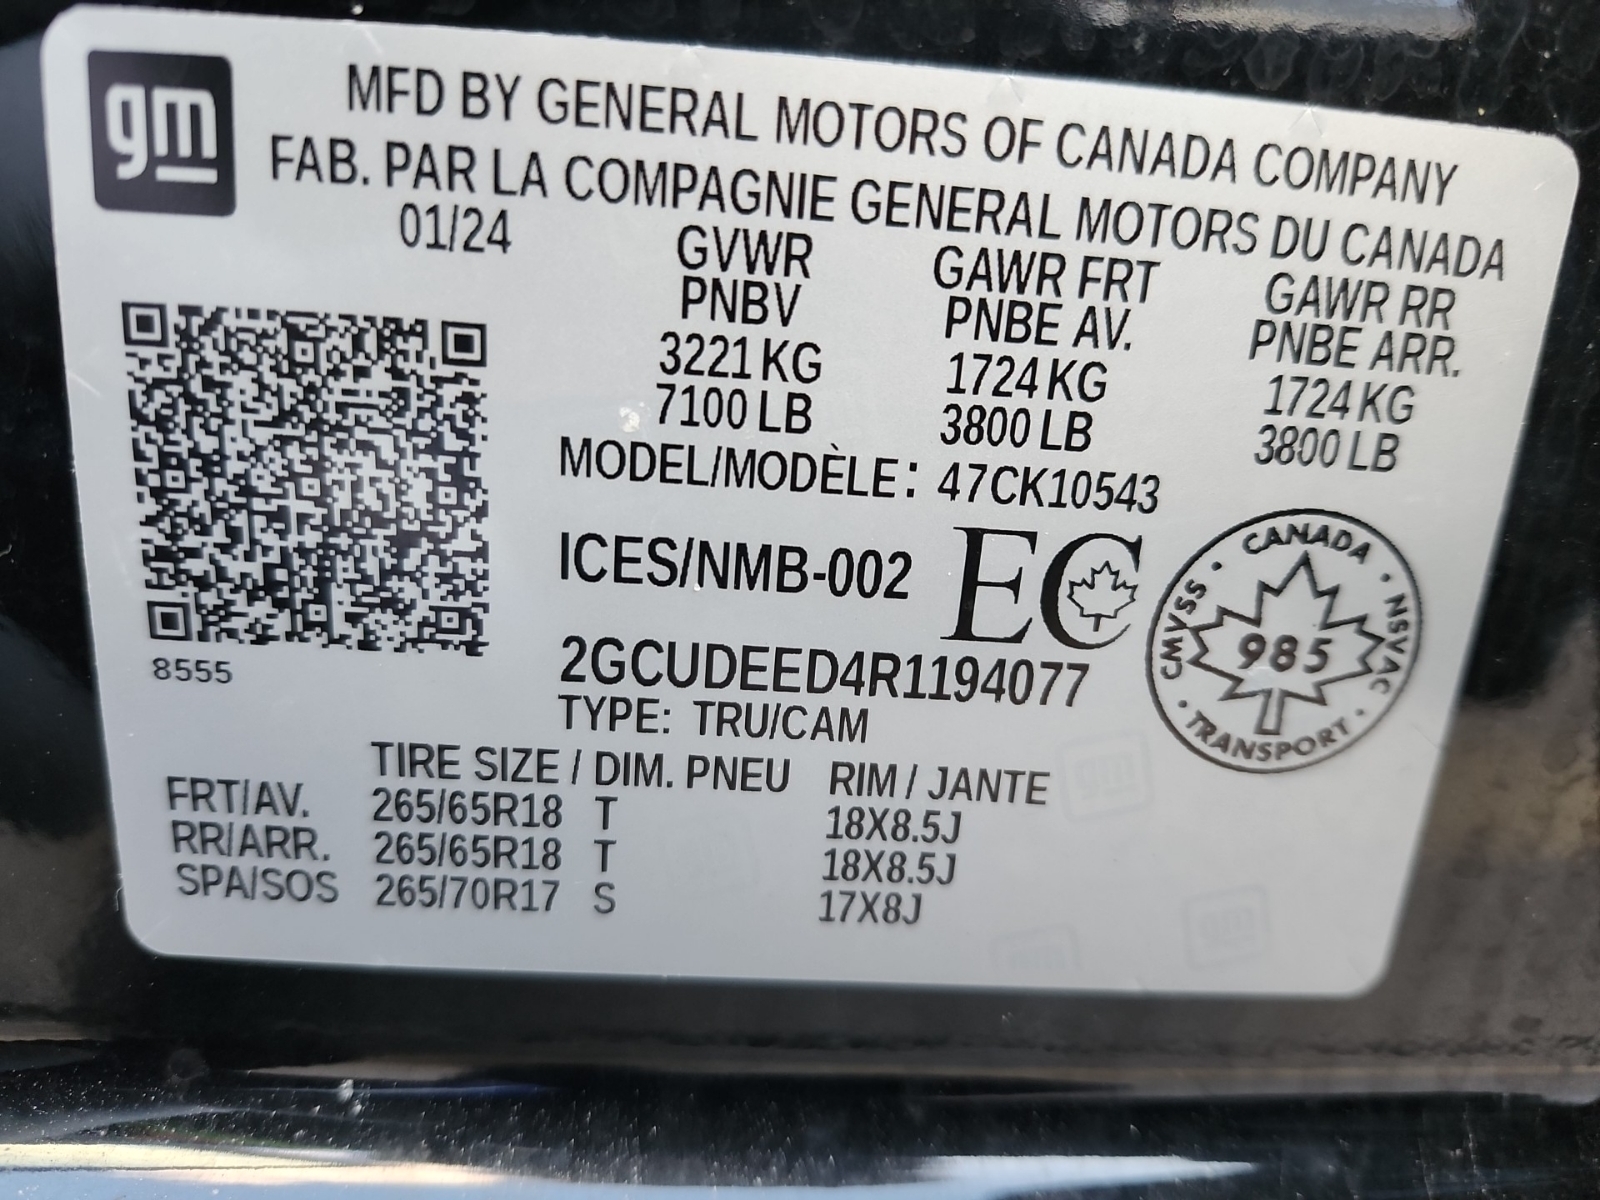 gm
MFD BY GENERAL MOTORS OF CANADA COMPANY
FAB. PAR LA COMPAGNIE GENERAL MOTORS DU CANADA
01/24
GVWR GAWR FRT GAWR RR
PNBV PNBE AV. PNBE ARR.
3221 KG 1724 KG 1724 KG
7100 LB 3800 LB 3800 LB
MODEL/MODÈLE: 47CK10543
ICES/NMB-002 EC
CANADA
CMVSS 985 NSVAC
TRANSPORT
8555
2GCUDEED4R1194077
TYPE: TRU/CAM
TIRE SIZE / DIM. PNEU RIM / JANTE
FRT/AV. 265/65R18 T 18X8.5J
RR/ARR. 265/65R18 T 18X8.5J
SPA/SOS 265/70R17 S 17X8J
gm
gm
gm